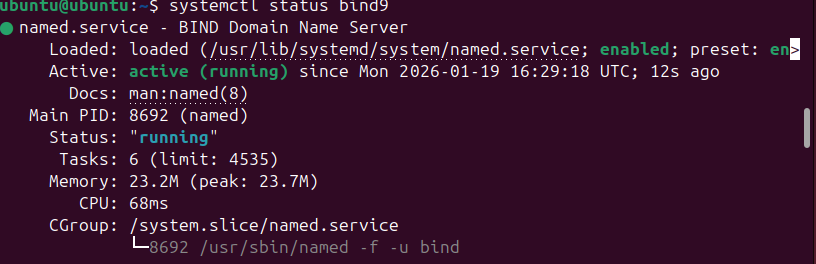 ubuntu@ubuntu:~$ systemctl status bind9
● named.service - BIND Domain Name Server
Loaded: loaded (/usr/lib/systemd/system/named.service; enabled; preset: en>
Active: active (running) since Mon 2026-01-19 16:29:18 UTC; 12s ago
Docs: man:named(8)
Main PID: 8692 (named)
Status: "running"
Tasks: 6 (limit: 4535)
Memory: 23.2M (peak: 23.7M)
CPU: 68ms
CGroup: /system.slice/named.service
└─8692 /usr/sbin/named -f -u bind